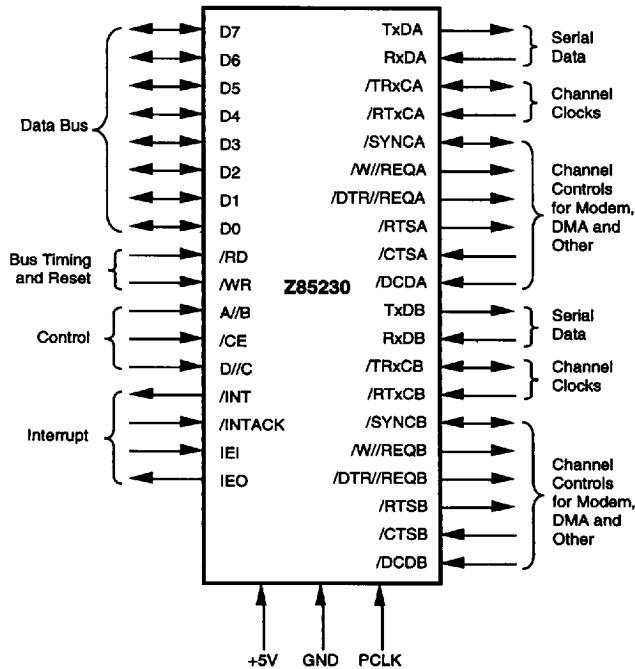 D7
D6
D5
D4
D3
D2
D1
D0
/RD
/WR
A//B
/CE
D//C
/INT
/INTACK
IEI
IEO
Data Bus
Bus Timing
and Reset
Control
Interrupt
Z85230
TxDA
RxDA
/TRxCA
/RTxCA
/SYNCA
/W//REQA
/DTR//REQA
/RTSA
/CTSA
/DCDA
TxDB
RxDB
/TRxCB
/RTxCB
/SYNCB
/W//REQB
/DTR//REQB
/RTSB
/CTSB
/DCDB
Serial
Data
Channel
Clocks
Channel
Controls
for Modem,
DMA and
Other
Serial
Data
Channel
Clocks
Channel
Controls
for Modem,
DMA and
Other
+5V
GND
PCLK